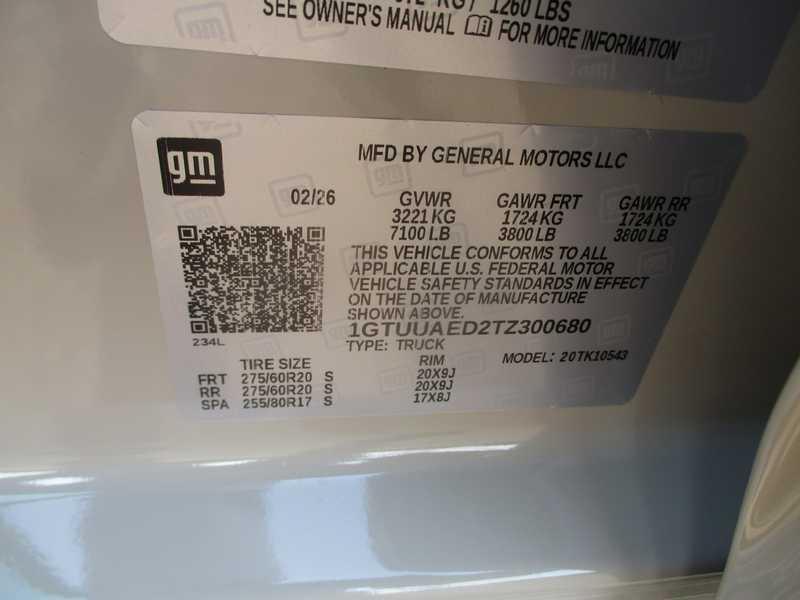 KG / 1260 LBS
SEE OWNER'S MANUAL FOR MORE INFORMATION
gm
MFD BY GENERAL MOTORS LLC
02/26 GVWR GAWR FRT GAWR RR
3221 KG 1724 KG 1724 KG
7100 LB 3800 LB 3800 LB
THIS VEHICLE CONFORMS TO ALL
APPLICABLE U.S. FEDERAL MOTOR
VEHICLE SAFETY STANDARDS IN EFFECT
ON THE DATE OF MANUFACTURE
SHOWN ABOVE.
234L
1GTUUAED2TZ300680
TYPE: TRUCK
MODEL: 20TK10543
TIRE SIZE RIM
FRT 275/60R20 S 20X9J
RR 275/60R20 S 20X9J
SPA 255/80R17 S 17X8J